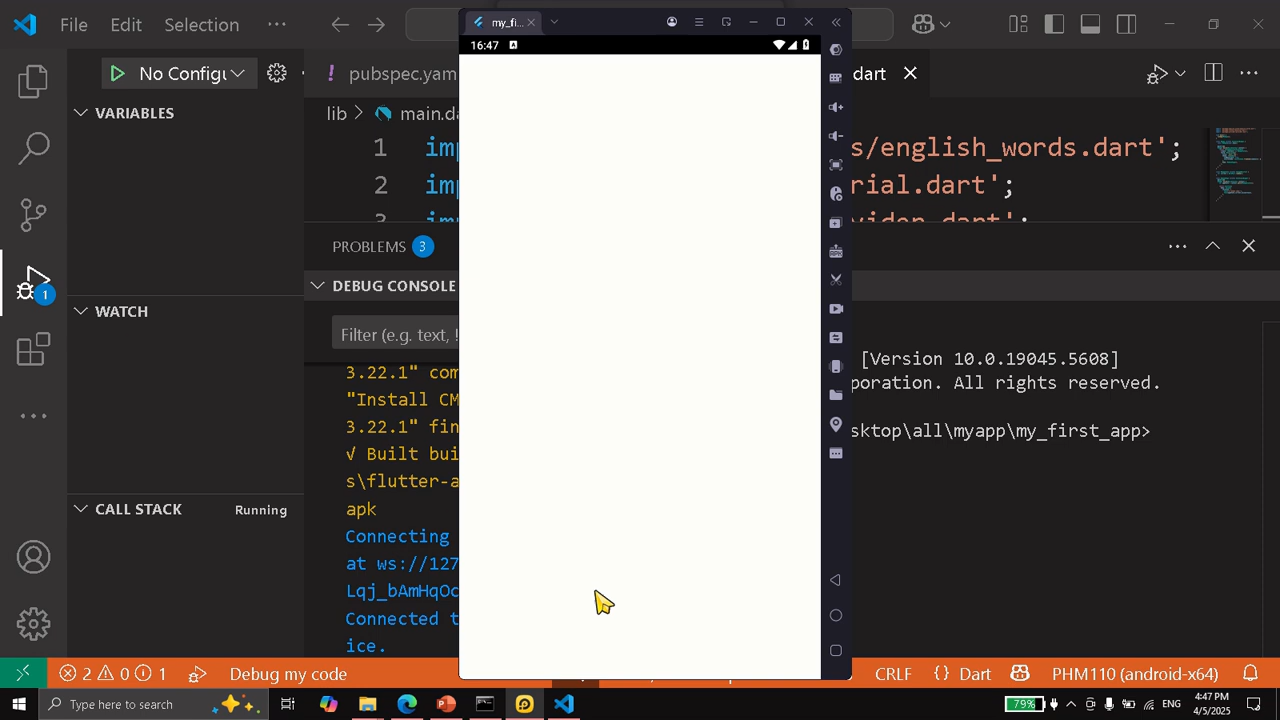 File Edit Selection
my_fi...
16:47
No Configu
pubspec.yam
dart
VARIABLES
lib
main.da
1 imp s/english_words.dart';
2 imp rial.dart';
3
PROBLEMS 3
DEBUG CONSOLE
WATCH
Filter (e.g. text, !
3.22.1" com
"Install CM
3.22.1" fin
√ Built bui
s\flutter-a
apk
Connecting
at ws://127
Lqj_bAmHqOc
Connected t
ice.
[Version 10.0.19045.5608]
poration. All rights reserved.
sktop\all\myapp\my_first_app>
CALL STACK Running
1
2 0 1 Debug my code
CRLF {} Dart PHM110 (android-x64)
Type here to search
79%
ENG
4:47 PM
4/5/2025